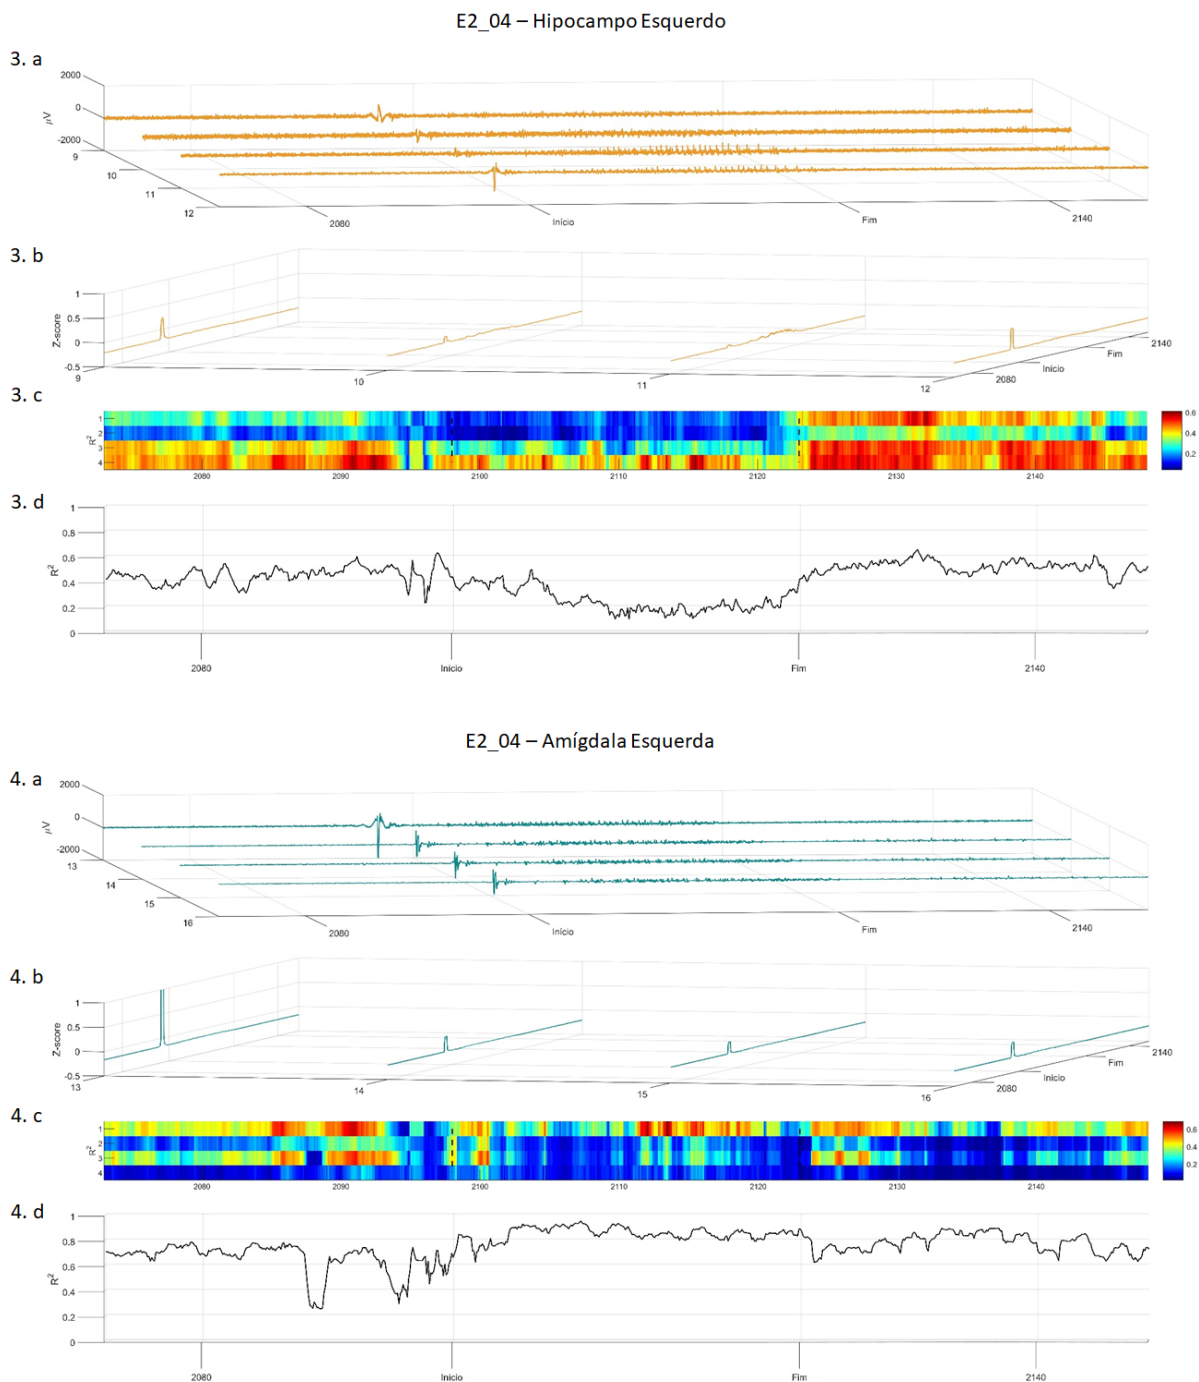 E2_04 – Hipocampo Esquerdo
3. a
2000
0
-2000
μV
9
10
11
12
2080
Início
Fim
2140
3. b
1
0.5
0
-0.5
Z-score
9
10
11
12
2080
Início
Fim
2140
3. c
R²
1
2
3
4
2080
2090
2100
2110
2120
2130
2140
0.6
0.4
0.2
3. d
1
0.8
0.6
0.4
0.2
0
R²
2080
Início
Fim
2140
E2_04 – Amígdala Esquerda
4. a
2000
0
-2000
μV
13
14
15
16
2080
Início
Fim
2140
4. b
1
0.5
0
-0.5
Z-score
13
14
15
16
2080
Início
Fim
2140
4. c
R²
1
2
3
4
2080
2090
2100
2110
2120
2130
2140
0.6
0.4
0.2
4. d
1
0.8
0.6
0.4
0.2
0
R²
2080
Início
Fim
2140